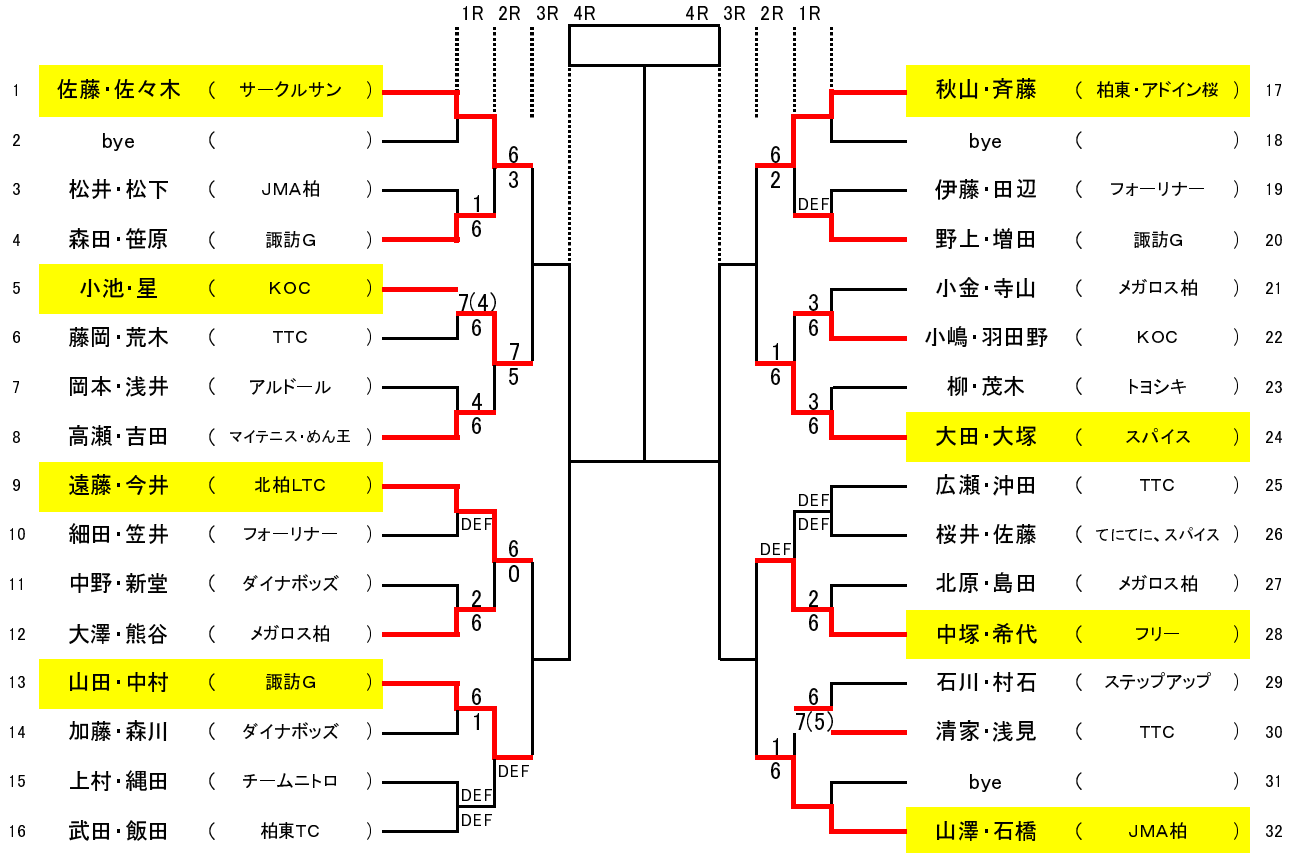 1R 2R 3R 4R 4R 3R 2R 1R
1 佐藤・佐々木 ( サークルサン )
2 bye ( )
3 松井・松下 ( JMA柏 )
4 森田・笹原 ( 諏訪G )
5 小池・星 ( KOC )
6 藤岡・荒木 ( TTC )
7 岡本・浅井 ( アルドール )
8 高瀬・吉田 ( マイテニス・めん王 )
9 遠藤・今井 ( 北柏LTC )
10 細田・笠井 ( フォーリナー )
11 中野・新堂 ( ダイナボッズ )
12 大澤・熊谷 ( メガロス柏 )
13 山田・中村 ( 諏訪G )
14 加藤・森川 ( ダイナボッズ )
15 上村・縄田 ( チームニトロ )
16 武田・飯田 ( 柏東TC )
1
6
7(4)
6
4
6
DEF
2
6
6
1
DEF
DEF
6
3
7
5
6
0
DEF
6
2
1
6
DEF
1
6
DEF
3
6
3
6
DEF
DEF
2
6
6
7(5)
秋山・斉藤 ( 柏東・アドイン桜 ) 17
bye ( ) 18
伊藤・田辺 ( フォーリナー ) 19
野上・増田 ( 諏訪G ) 20
小金・寺山 ( メガロス柏 ) 21
小嶋・羽田野 ( KOC ) 22
柳・茂木 ( トヨシキ ) 23
大田・大塚 ( スパイス ) 24
広瀬・沖田 ( TTC ) 25
桜井・佐藤 ( てにてに、スパイス ) 26
北原・島田 ( メガロス柏 ) 27
中塚・希代 ( フリー ) 28
石川・村石 ( ステップアップ ) 29
清家・浅見 ( TTC ) 30
bye ( ) 31
山澤・石橋 ( JMA柏 ) 32